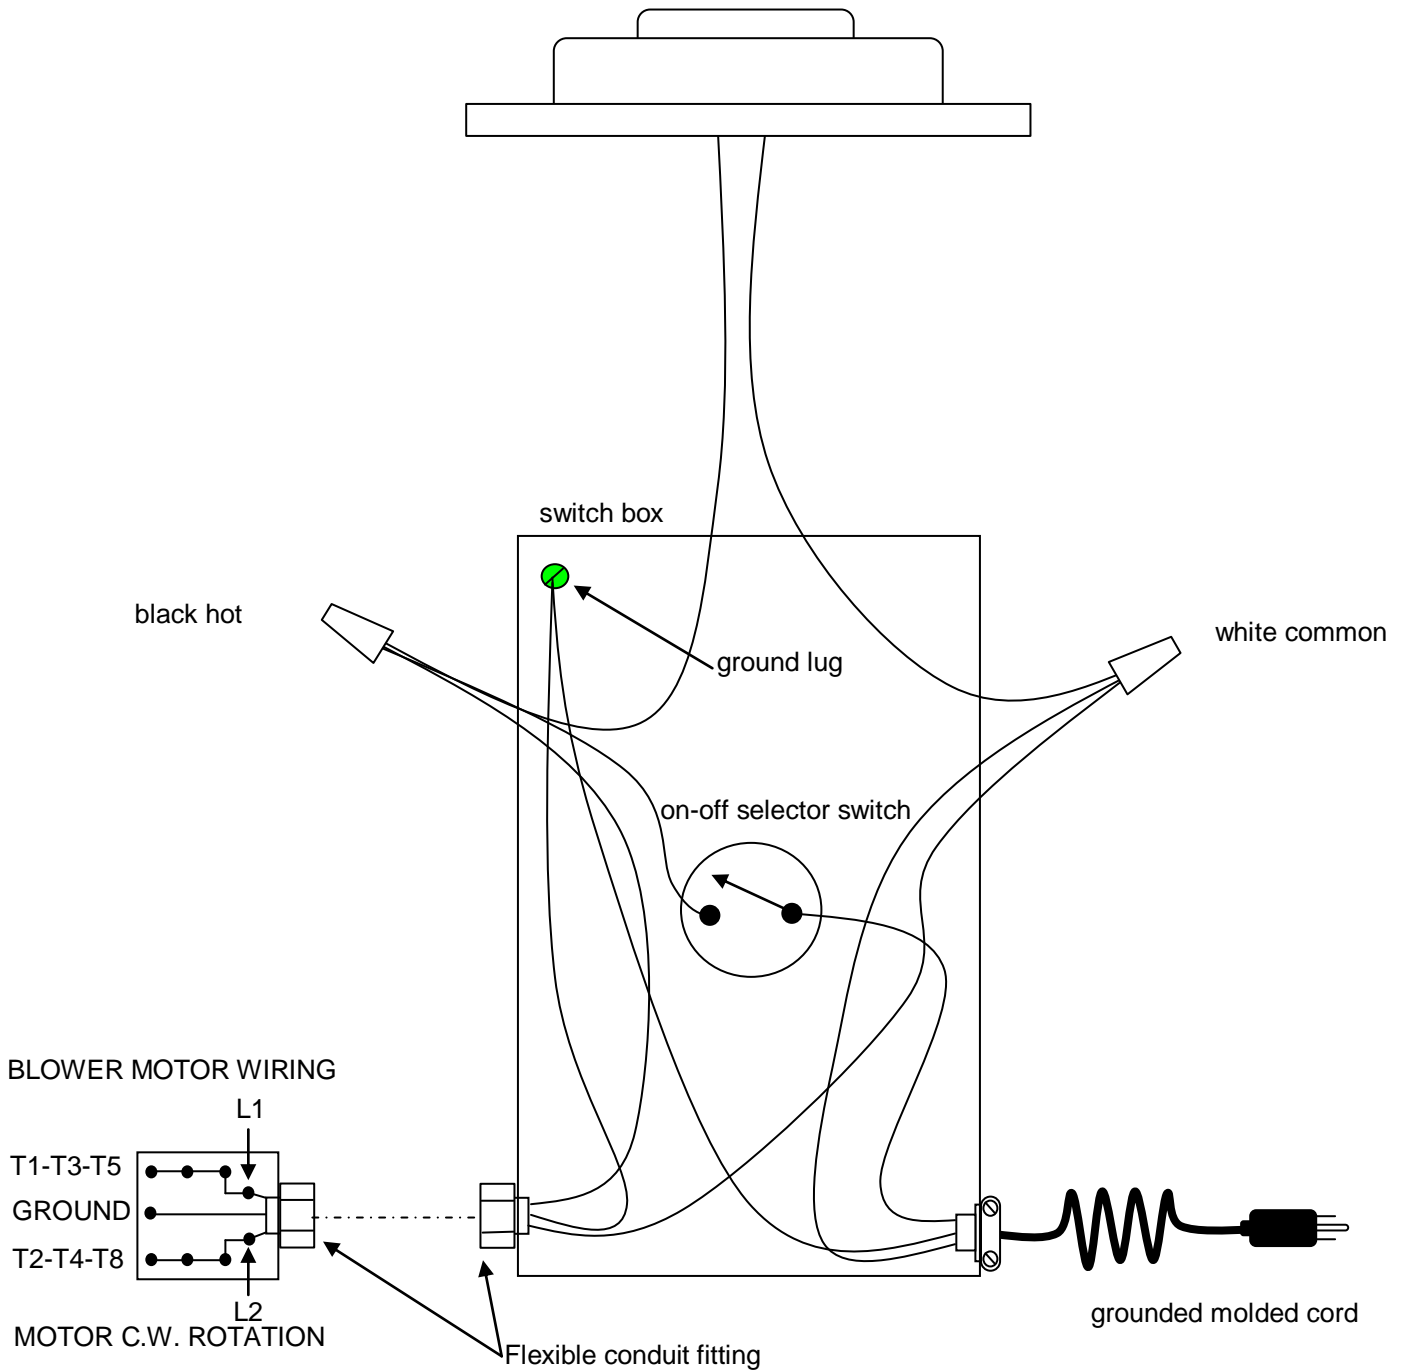 switch box
black hot
white common
ground lug
on-off selector switch
BLOWER MOTOR WIRING
L1
T1-T3-T5
GROUND
T2-T4-T8
L2
MOTOR C.W. ROTATION
grounded molded cord
Flexible conduit fitting